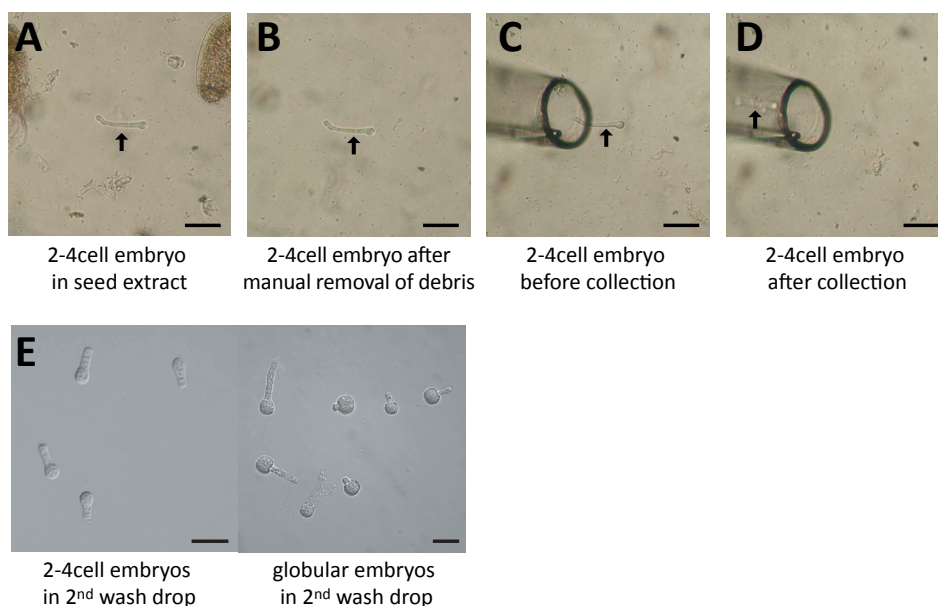 A
B
C
D
2-4cell embryo
in seed extract
2-4cell embryo after
manual removal of debris
2-4cell embryo
before collection
2-4cell embryo
after collection
E
2-4cell embryos
in 2nd wash drop
globular embryos
in 2nd wash drop